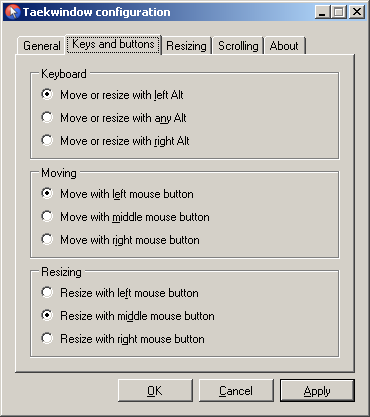 Taekwindow configuration
General Keys and buttons Resizing Scrolling About
Keyboard
Move or resize with left Alt
Move or resize with any Alt
Move or resize with right Alt
Moving
Move with left mouse button
Move with middle mouse button
Move with right mouse button
Resizing
Resize with left mouse button
Resize with middle mouse button
Resize with right mouse button
OK Cancel Apply